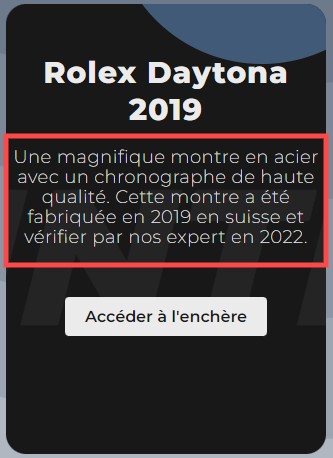 Rolex Daytona
2019
Une magnifique montre en acier
avec un chronographe de haute
qualité. Cette montre a été
fabriquée en 2019 en suisse et
vérifier par nos expert en 2022.
Accéder à l'enchère